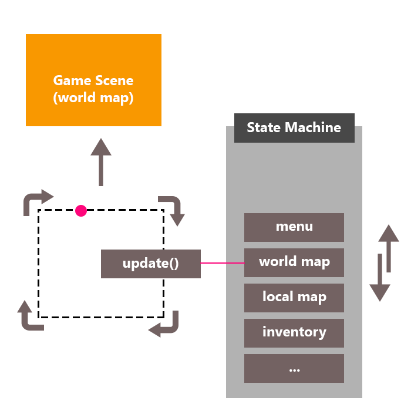 Game Scene
(world map)
State Machine
menu
update()
world map
local map
inventory
...